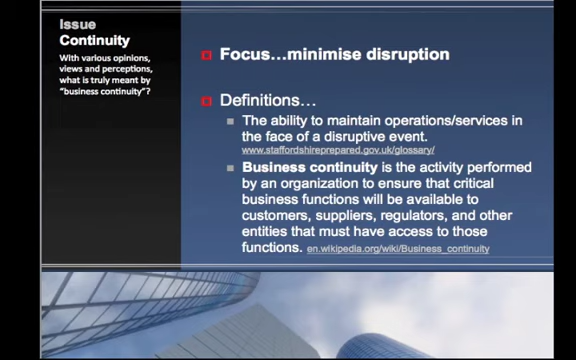 Issue
Continuity
With various opinions,
views and perceptions,
what is truly meant by
"business continuity"?
Focus...minimise disruption
Definitions...
The ability to maintain operations/services in
the face of a disruptive event.
www.staffordshireprepared.gov.uk/glossary/
Business continuity is the activity performed
by an organization to ensure that critical
business functions will be available to
customers, suppliers, regulators, and other
entities that must have access to those
functions. en.wikipedia.org/wiki/Business_continuity